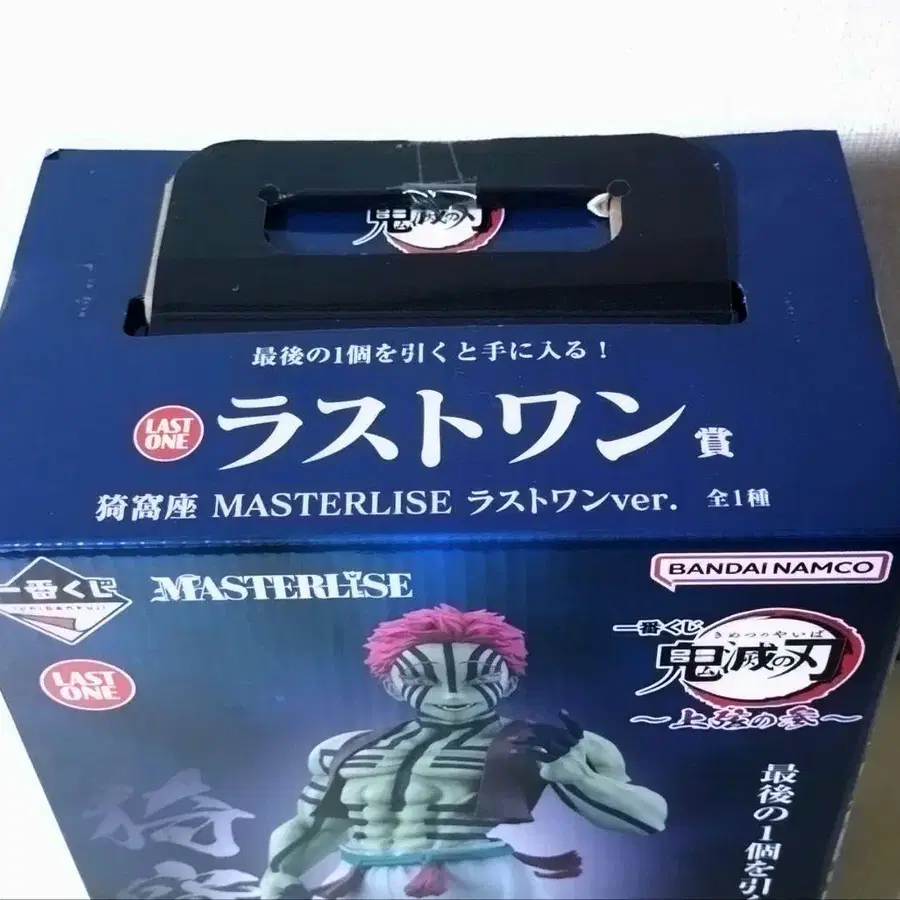 鬼滅の刃
最後の1個を引くと手に入る！
LAST ONE
ラストワン賞
猗窩座 MASTERLISE ラストワンver. 全1種
一番くじ
MASTERLISE
BANDAI NAMCO
LAST ONE
一番くじ
きめつのやいば
鬼滅の刃
～上弦の参～
最後の1個を引く
猗窩